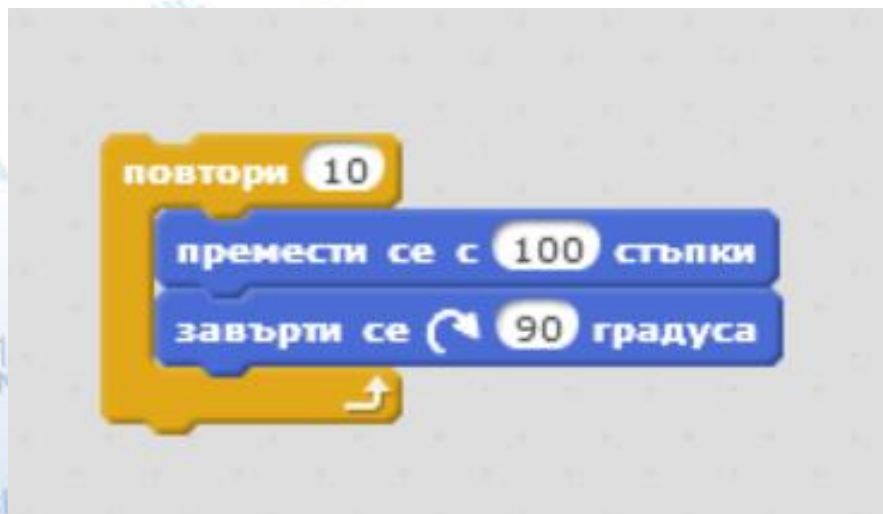 повтори 10
премести се с 100 стъпки
завърти се 90 градуса